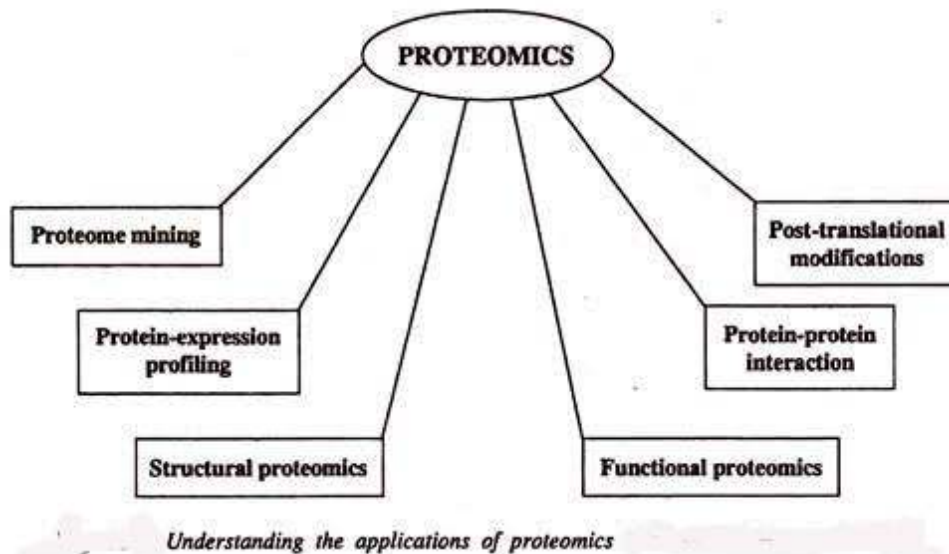 PROTEOMICS
Proteome mining
Post-translational
modifications
Protein-expression
profiling
Protein-protein
interaction
Structural proteomics
Functional proteomics
Understanding the applications of proteomics